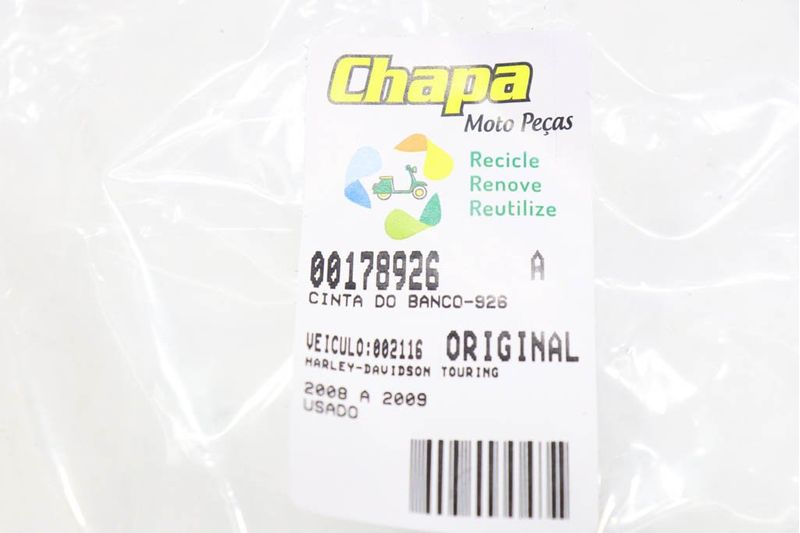 Chapa
Moto Peças
Recicle
Renove
Reutilize
00178926 A
CINTA DO BANCO-926
VEICULO:002116 ORIGINAL
HARLEY-DAVIDSON TOURING
2008 A 2009
USADO